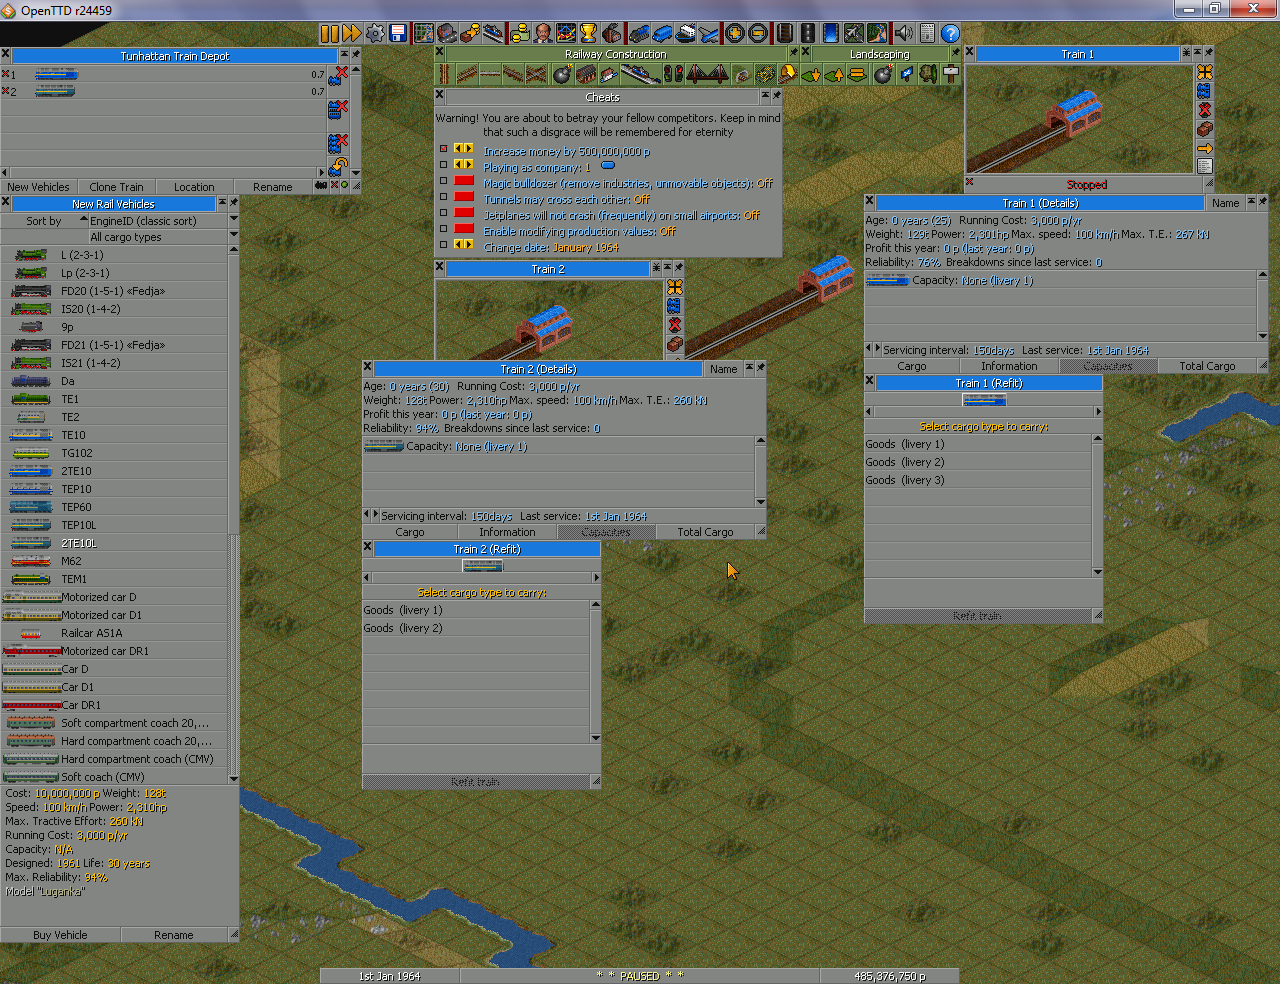 OpenTTD r24459
Tunhattan Train Depot
1 0.7
2 0.7
New Vehicles Clone Train Location Rename
New Rail Vehicles
Sort by EngineID (classic sort)
All cargo types
L (2-3-1)
Lp (2-3-1)
FD20 (1-5-1) «Fedja»
IS20 (1-4-2)
9p
FD21 (1-5-1) «Fedja»
IS21 (1-4-2)
Da
TE1
TE2
TE10
TG102
2TE10
TEP10
TEP60
TEP10L
2TE10L
M62
TEM1
Motorized car D
Motorized car D1
Railcar AS1A
Motorized car DR1
Car D
Car D1
Car DR1
Soft compartment coach 20,...
Hard compartment coach 20,...
Hard compartment coach (CMV)
Soft coach (CMV)
Cost: 10,000,000 p Weight: 128t
Speed: 100 km/h Power: 2,310hp
Max. Tractive Effort: 260 kN
Running Cost: 3,000 p/yr
Capacity: N/A
Designed: 1961 Life: 30 years
Max. Reliability: 94%
Model "Luganka"
Buy Vehicle Rename
Railway Construction
Landscaping
Cheats
Warning! You are about to betray your fellow competitors. Keep in mind
that such a disgrace will be remembered for eternity
Increase money by 500,000,000 p
Playing as company: 1
Magic bulldozer (remove industries, unmovable objects): Off
Tunnels may cross each other: Off
Jetplanes will not crash (frequently) on small airports: Off
Enable modifying production values: Off
Change date: January 1964
Train 2
Train 2 (Details) Name
Age: 0 years (30) Running Cost: 3,000 p/yr
Weight: 128t Power: 2,310hp Max. speed: 100 km/h Max. T.E.: 260 kN
Profit this year: 0 p (last year: 0 p)
Reliability: 94% Breakdowns since last service: 0
Capacity: None (livery 1)
Servicing interval: 150days Last service: 1st Jan 1964
Cargo Information Capacities Total Cargo
Train 2 (Refit)
Select cargo type to carry:
Goods (livery 1)
Goods (livery 2)
Refit train
Train 1
Stopped
Train 1 (Details) Name
Age: 0 years (25) Running Cost: 3,000 p/yr
Weight: 129t Power: 2,301hp Max. speed: 100 km/h Max. T.E.: 267 kN
Profit this year: 0 p (last year: 0 p)
Reliability: 76% Breakdowns since last service: 0
Capacity: None (livery 1)
Servicing interval: 150days Last service: 1st Jan 1964
Cargo Information Capacities Total Cargo
Train 1 (Refit)
Select cargo type to carry:
Goods (livery 1)
Goods (livery 2)
Goods (livery 3)
Refit train
1st Jan 1964 * * PAUSED * * 485,376,750 p